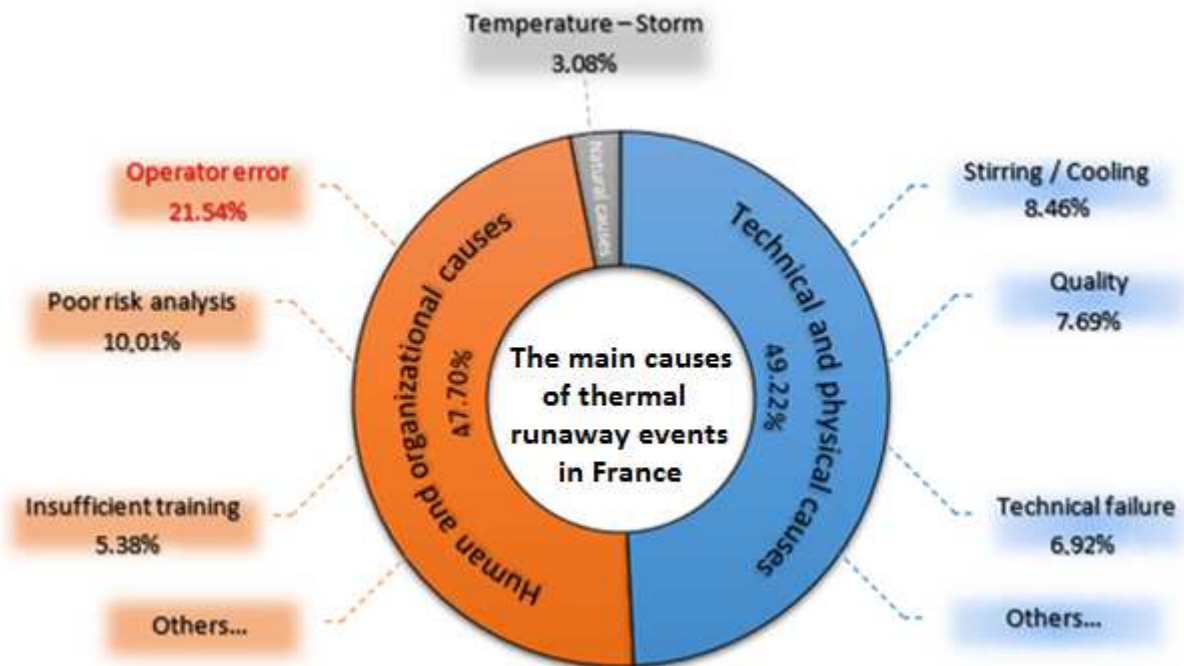 Temperature – Storm
3.08%
Natural causes
Operator error
21.54%
Poor risk analysis
10.01%
Insufficient training
5.38%
Others...
Human and organizational causes
47.70%
The main causes
of thermal
runaway events
in France
Technical and physical causes
49.22%
Stirring / Cooling
8.46%
Quality
7.69%
Technical failure
6.92%
Others...